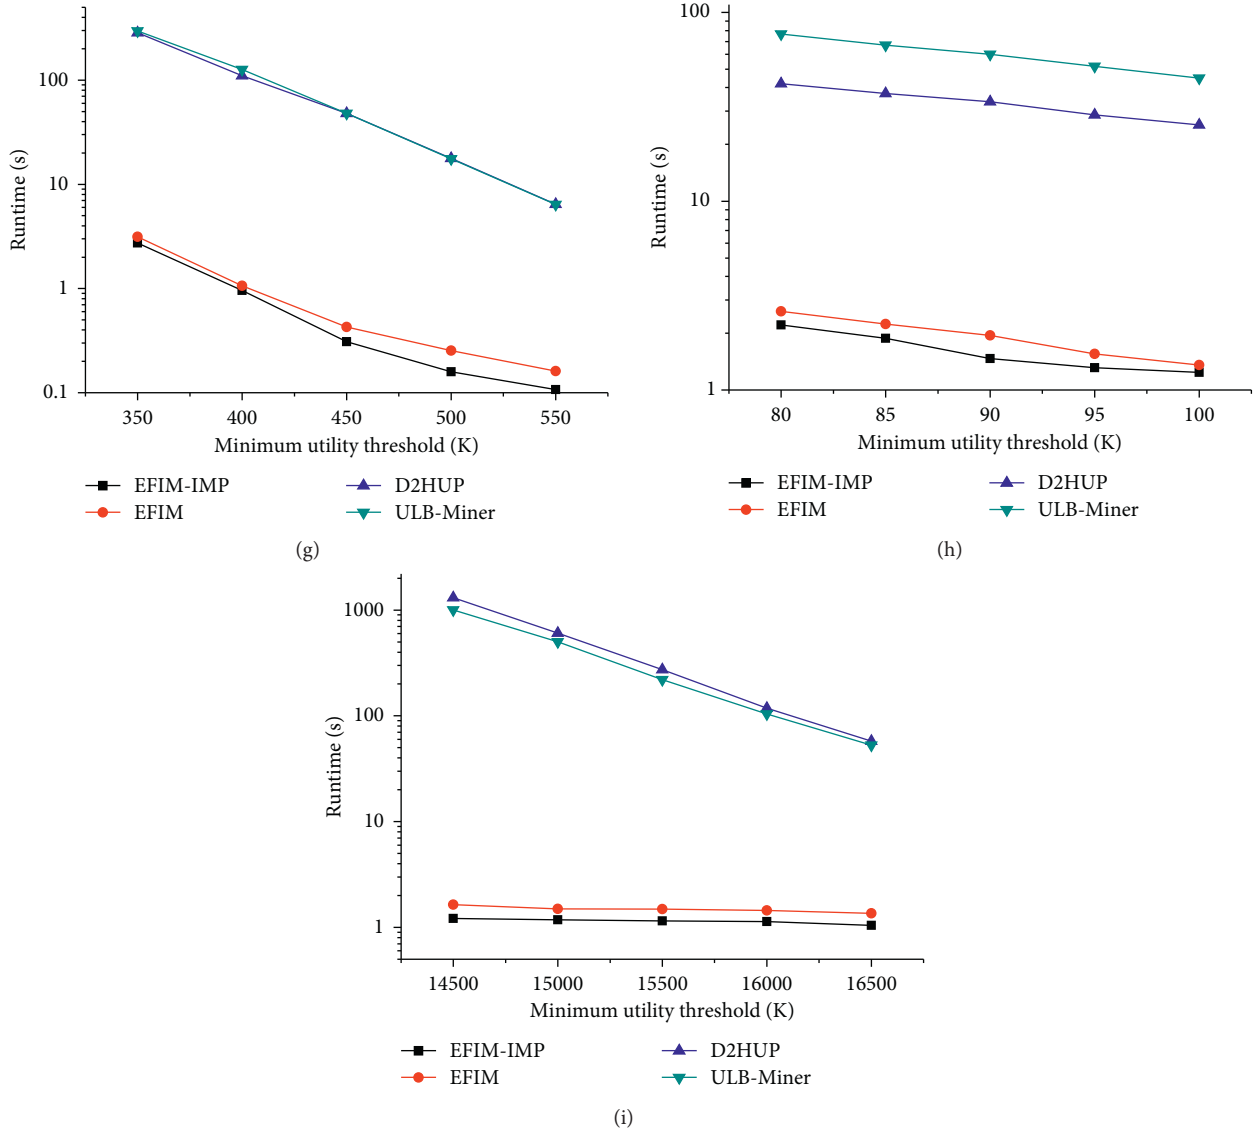 100
10
1
0.1
Runtime (s)
350 400 450 500 550
Minimum utility threshold (K)
EFIM-IMP D2HUP
EFIM ULB-Miner
(g)
100
10
1
Runtime (s)
80 85 90 95 100
Minimum utility threshold (K)
EFIM-IMP D2HUP
EFIM ULB-Miner
(h)
1000
100
10
1
Runtime (s)
14500 15000 15500 16000 16500
Minimum utility threshold (K)
EFIM-IMP D2HUP
EFIM ULB-Miner
(i)